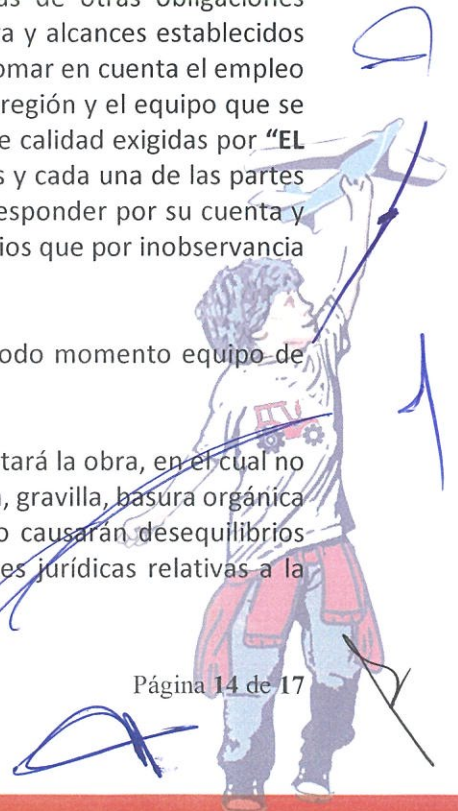 as de otras obligaciones
a y alcances establecidos
omar en cuenta el empleo
región y el equipo que se
e calidad exigidas por "EL
s y cada una de las partes
esponder por su cuenta y
ios que por inobservancia
odo momento equipo de
tará la obra, en el cual no
, gravilla, basura orgánica
o causarán desequilibrios
es jurídicas relativas a la
Página 14 de 17